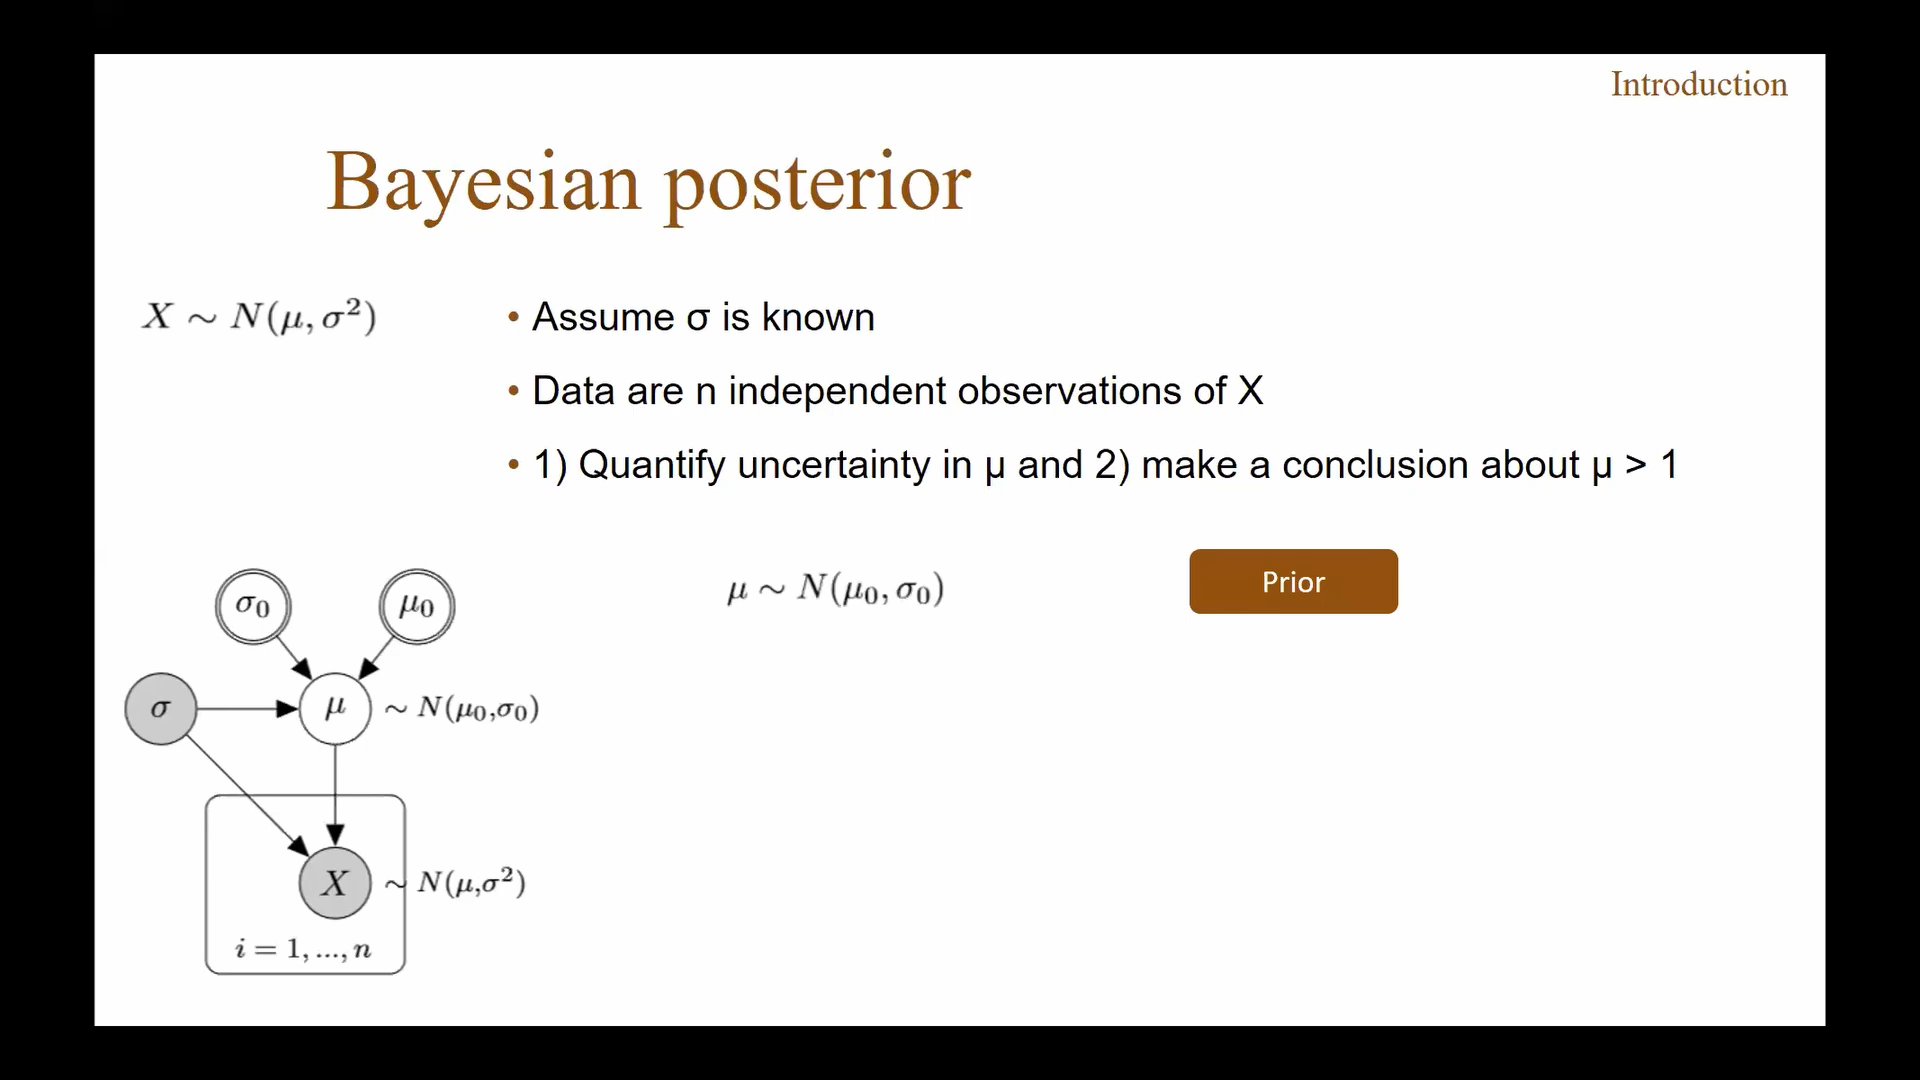 Introduction
Bayesian posterior
X ∼ N(μ, σ²)
• Assume σ is known
• Data are n independent observations of X
• 1) Quantify uncertainty in μ and 2) make a conclusion about μ > 1
μ ∼ N(μ₀, σ₀)
Prior
σ₀
μ₀
σ
μ ∼ N(μ₀,σ₀)
X ∼ N(μ,σ²)
i = 1, ..., n